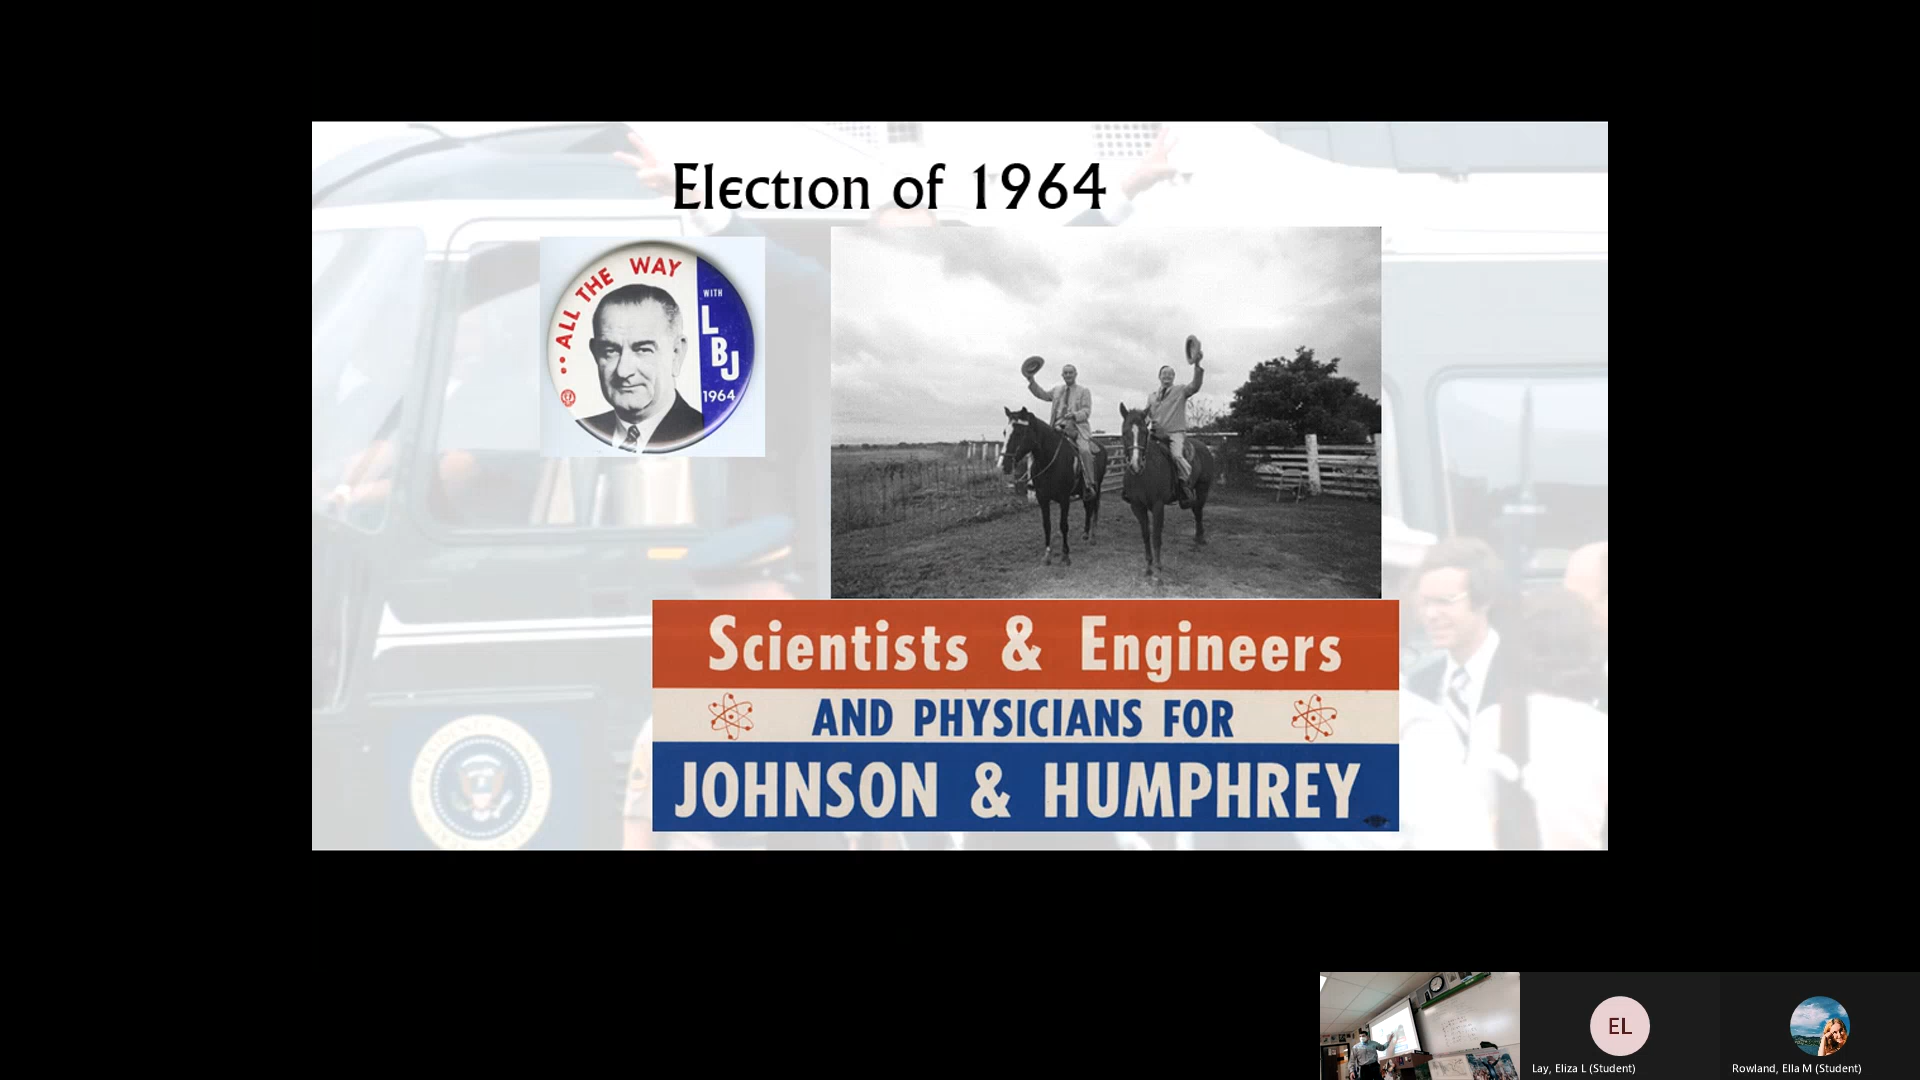 Election of 1964
ALL THE WAY
WITH
LBJ
1964
Scientists & Engineers
AND PHYSICIANS FOR
JOHNSON & HUMPHREY
EL
Lay, Eliza L (Student)
Rowland, Ella M (Student)